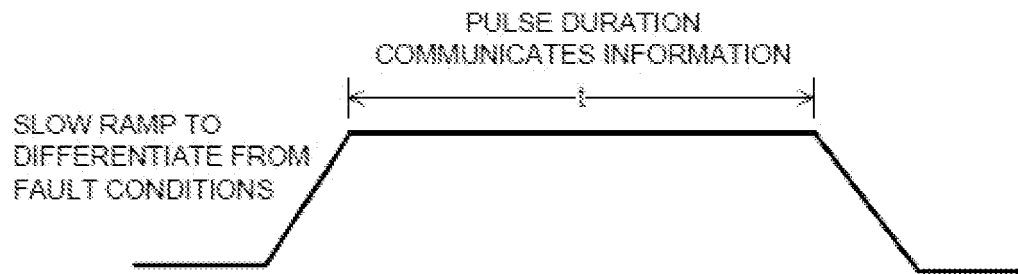 PULSE DURATION
COMMUNICATES INFORMATION
t
SLOW RAMP TO
DIFFERENTIATE FROM
FAULT CONDITIONS